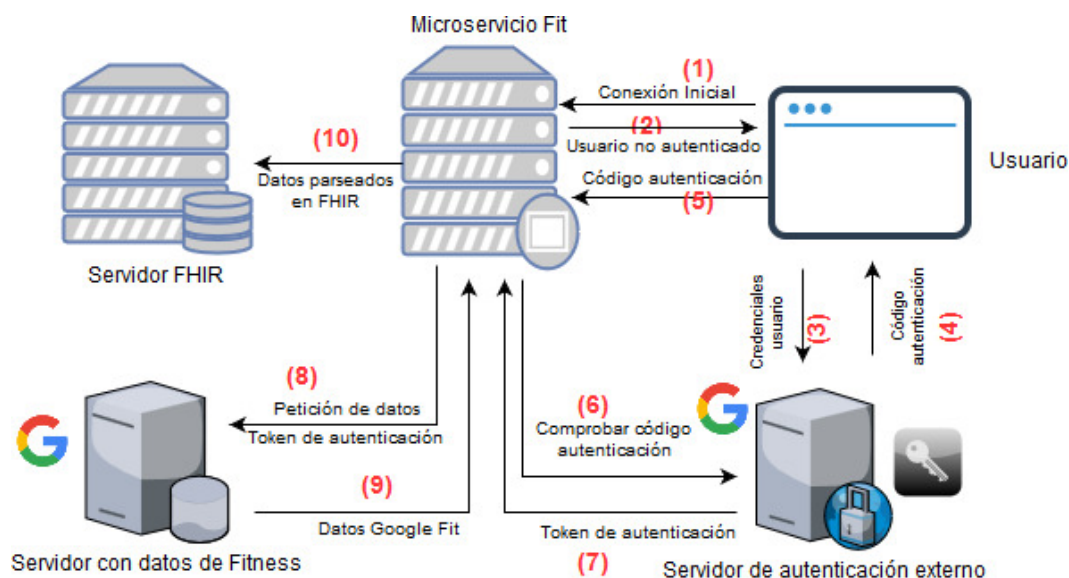 Microservicio Fit
(1)
Conexión Inicial
(2)
Usuario no autenticado
Código autenticación
(5)
Usuario
(10)
Datos parseados
en FHIR
Servidor FHIR
Credenciales
usuario
(3)
Código
autenticación
(4)
(8)
Petición de datos
Token de autenticación
(9)
Datos Google Fit
Servidor con datos de Fitness
(6)
Comprobar código
autenticación
Token de autenticación
(7)
Servidor de autenticación externo